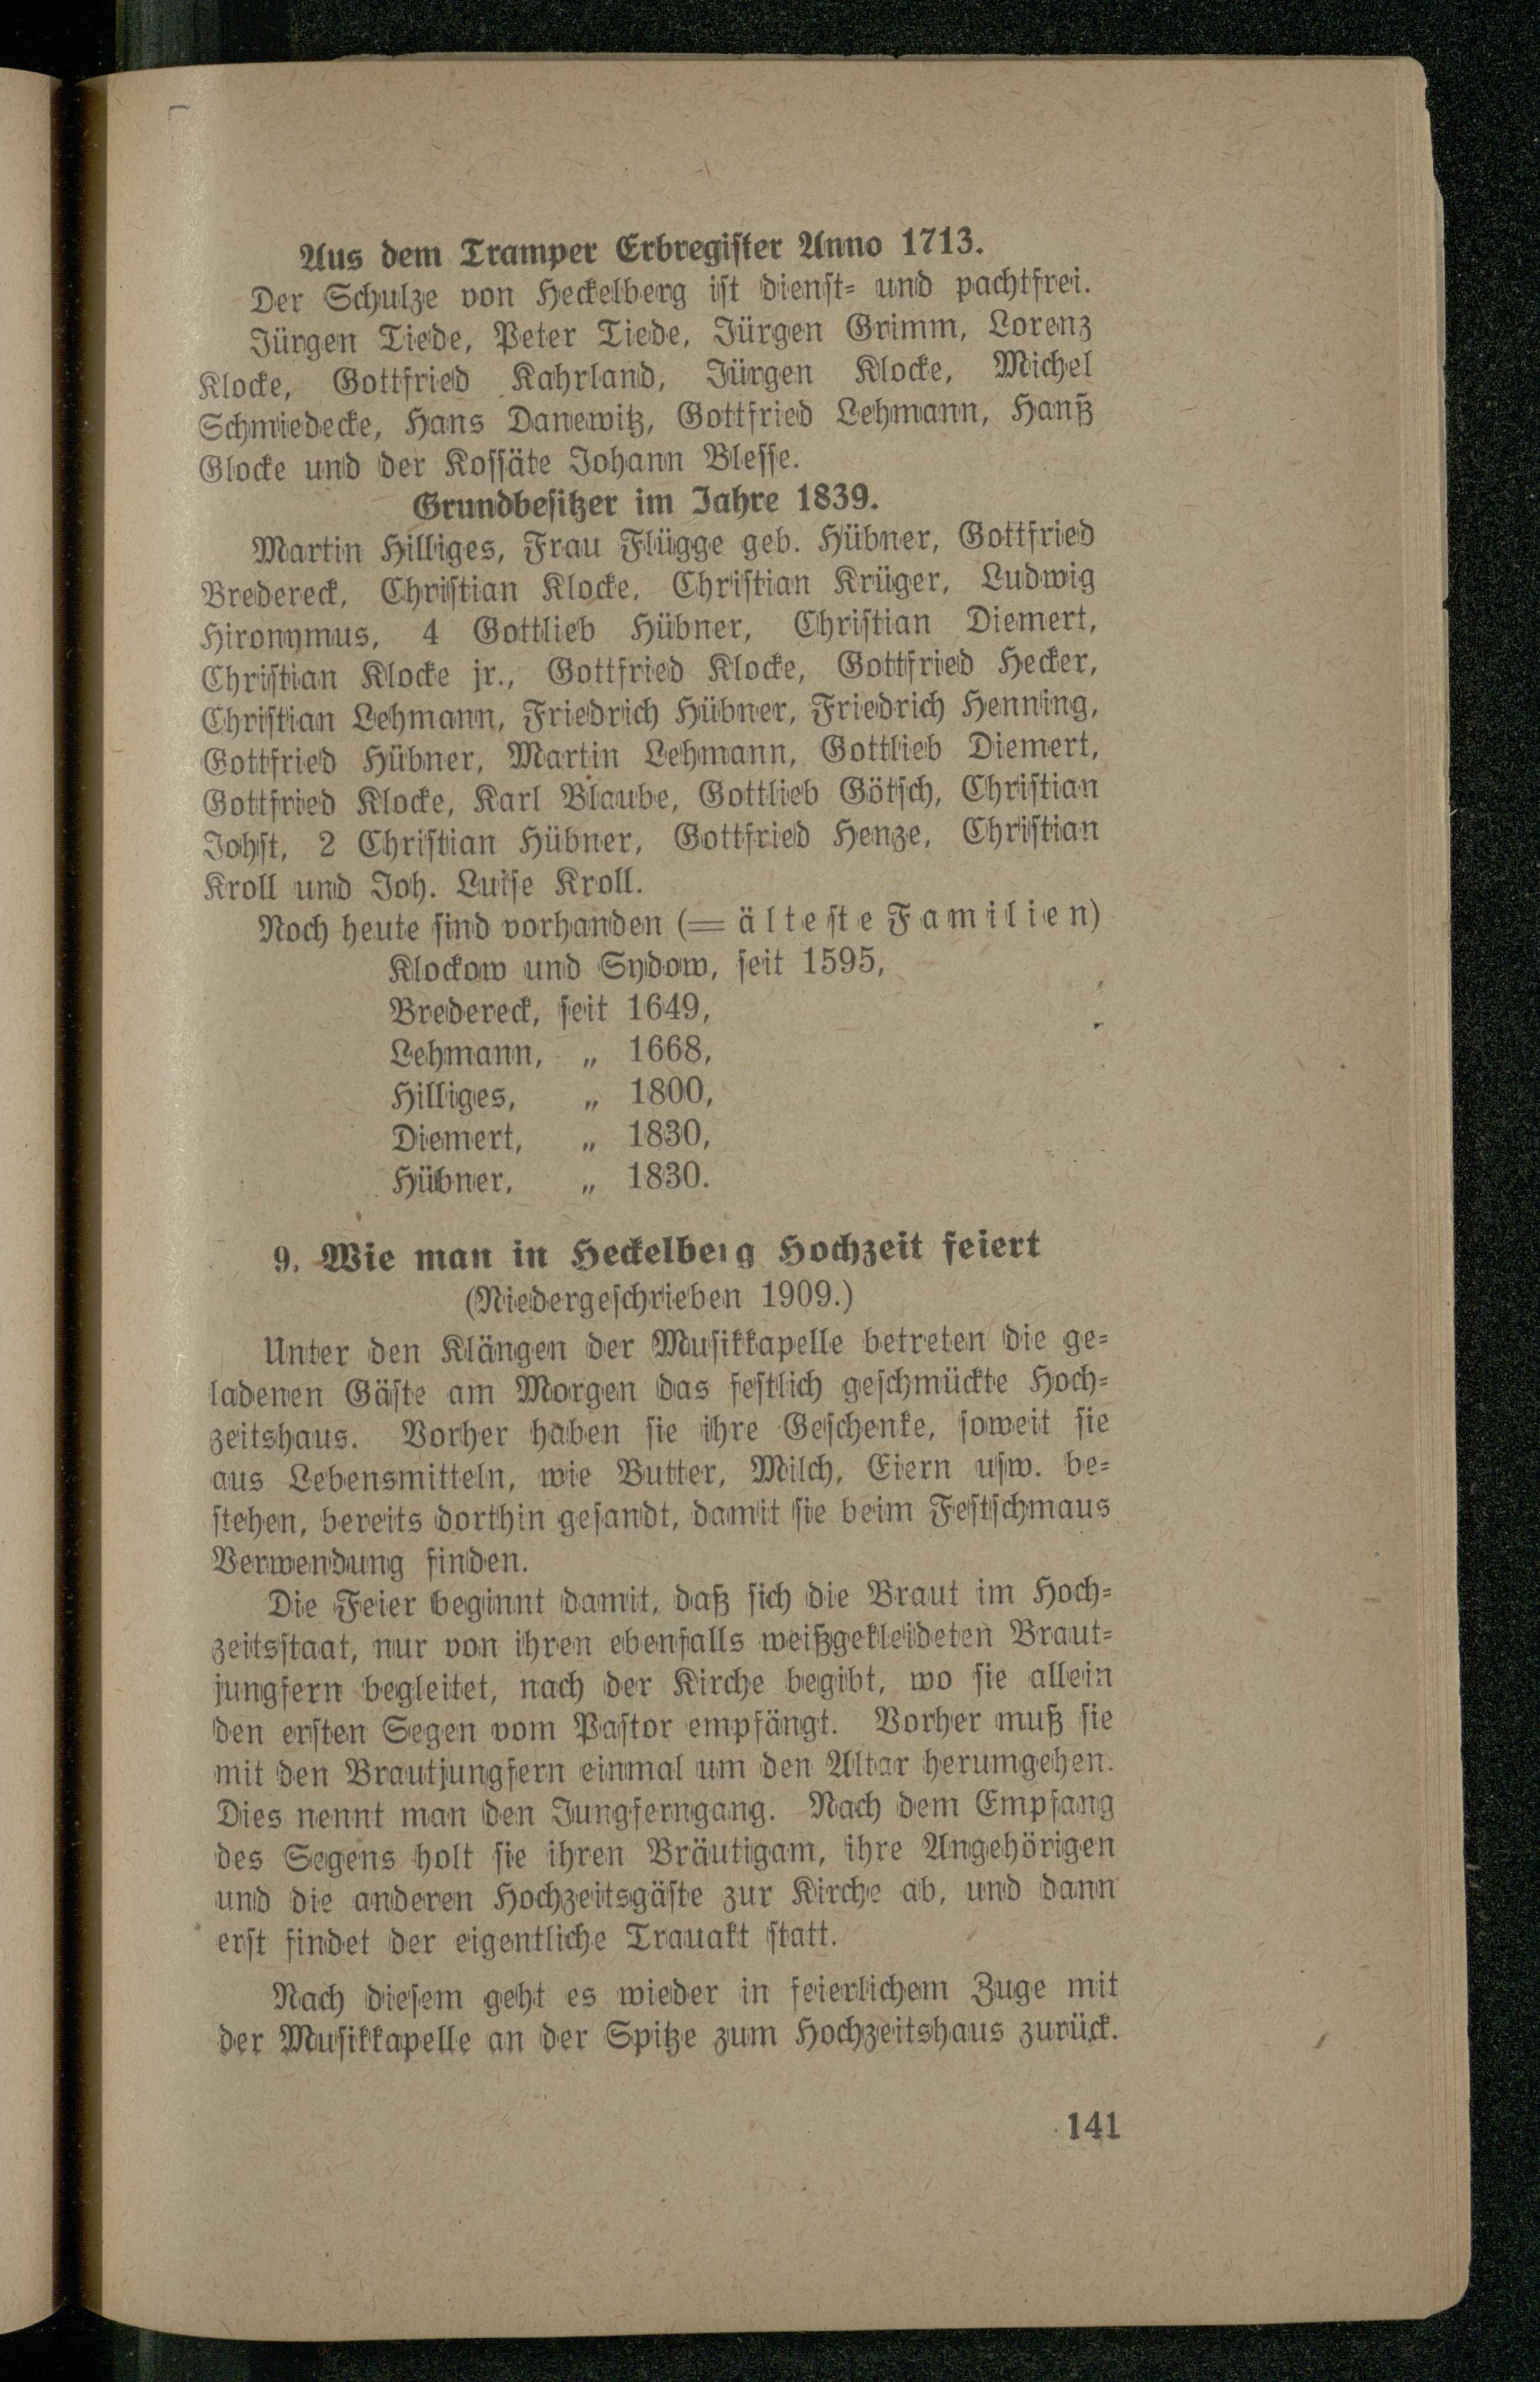 Aus dem Tramper Erbregister Anno 1713.
Der Schulze von Heckelberg ist dienst- und pachtfrei.
Jürgen Tiede, Peter Tiede, Jürgen Grimm, Lorenz
Klocke, Gottfried Kahrland, Jürgen Klocke, Michel
Schmiedecke, Hans Danewitz, Gottfried Lehmann, Hanß
Glocke und der Kossäte Johann Blesse.
Grundbesitzer im Jahre 1839.
Martin Hilliges, Frau Flügge geb. Hübner, Gottfried
Bredereck, Christian Klocke, Christian Krüger, Ludwig
Hironymus, 4 Gottlieb Hübner, Christian Diemert,
Christian Klocke jr., Gottfried Klocke, Gottfried Hecker,
Christian Lehmann, Friedrich Hübner, Friedrich Henning,
Gottfried Hübner, Martin Lehmann, Gottlieb Diemert,
Gottfried Klocke, Karl Blaube, Gottlieb Götsch, Christian
Johst, 2 Christian Hübner, Gottfried Henze, Christian
Kroll und Joh. Luise Kroll.
Noch heute sind vorhanden (= älteste Familien)
Klockow und Sydow, seit 1595,
Bredereck, seit 1649,
Lehmann, „ 1668,
Hilliges, „ 1800,
Diemert, „ 1830,
Hübner, „ 1830.
9. Wie man in Heckelberg Hochzeit feiert
(Niedergeschrieben 1909.)
Unter den Klängen der Musikkapelle betreten die ge-
ladenen Gäste am Morgen das festlich geschmückte Hoch-
zeitshaus. Vorher haben sie ihre Geschenke, soweit sie
aus Lebensmitteln, wie Butter, Milch, Eiern usw. be-
stehen, bereits dorthin gesandt, damit sie beim Festschmaus
Verwendung finden.
Die Feier beginnt damit, daß sich die Braut im Hoch-
zeitsstaat, nur von ihren ebenfalls weißgekleideten Braut-
jungfern begleitet, nach der Kirche begibt, wo sie allein
den ersten Segen vom Pastor empfängt. Vorher muß sie
mit den Brautjungfern einmal um den Altar herumgehen.
Dies nennt man den Jungferngang. Nach dem Empfang
des Segens holt sie ihren Bräutigam, ihre Angehörigen
und die anderen Hochzeitsgäste zur Kirche ab, und dann
erst findet der eigentliche Trauakt statt.
Nach diesem geht es wieder in feierlichem Zuge mit
der Musikkapelle an der Spitze zum Hochzeitshaus zurück.
141